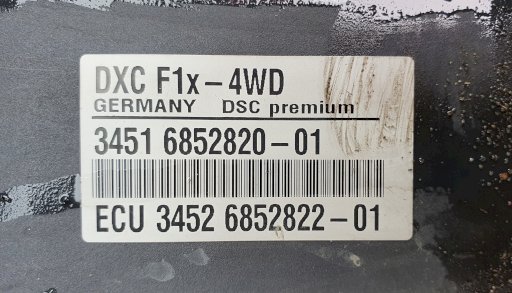 DXC F1x-4WD
GERMANY DSC premium
3451 6852820-01
ECU 3452 6852822-01